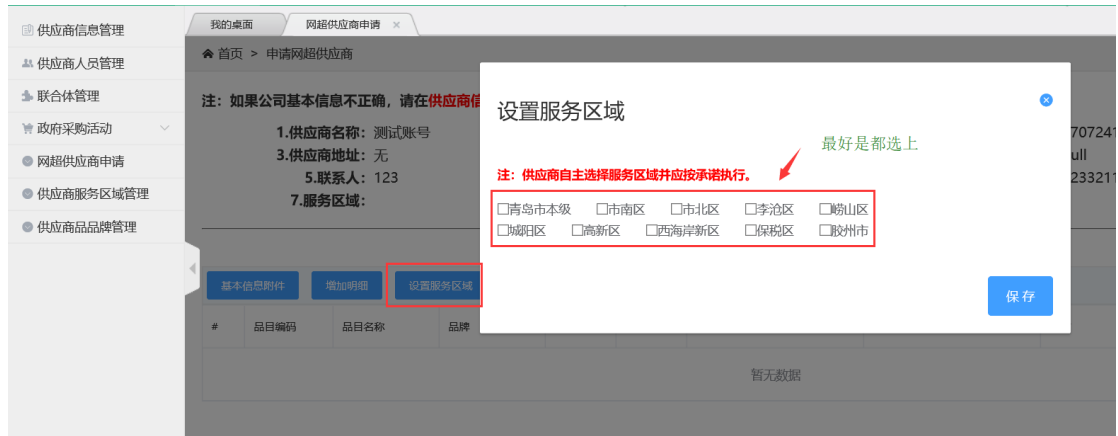 我的桌面
网超供应商申请 ×
供应商信息管理
供应商人员管理
联合体管理
政府采购活动
网超供应商申请
供应商服务区域管理
供应商品品牌管理
首页 > 申请网超供应商
注：如果公司基本信息不正确，请在供应商信
1.供应商名称：测试账号
3.供应商地址：无
5.联系人：123
7.服务区域：
707241
ull
233211
设置服务区域
最好是都选上
注：供应商自主选择服务区域并应按承诺执行。
青岛市本级 市南区 市北区 李沧区 崂山区
城阳区 高新区 西海岸新区 保税区 胶州市
保存
基本信息附件 增加明细 设置服务区域
# 品目编码 品目名称 品牌
暂无数据